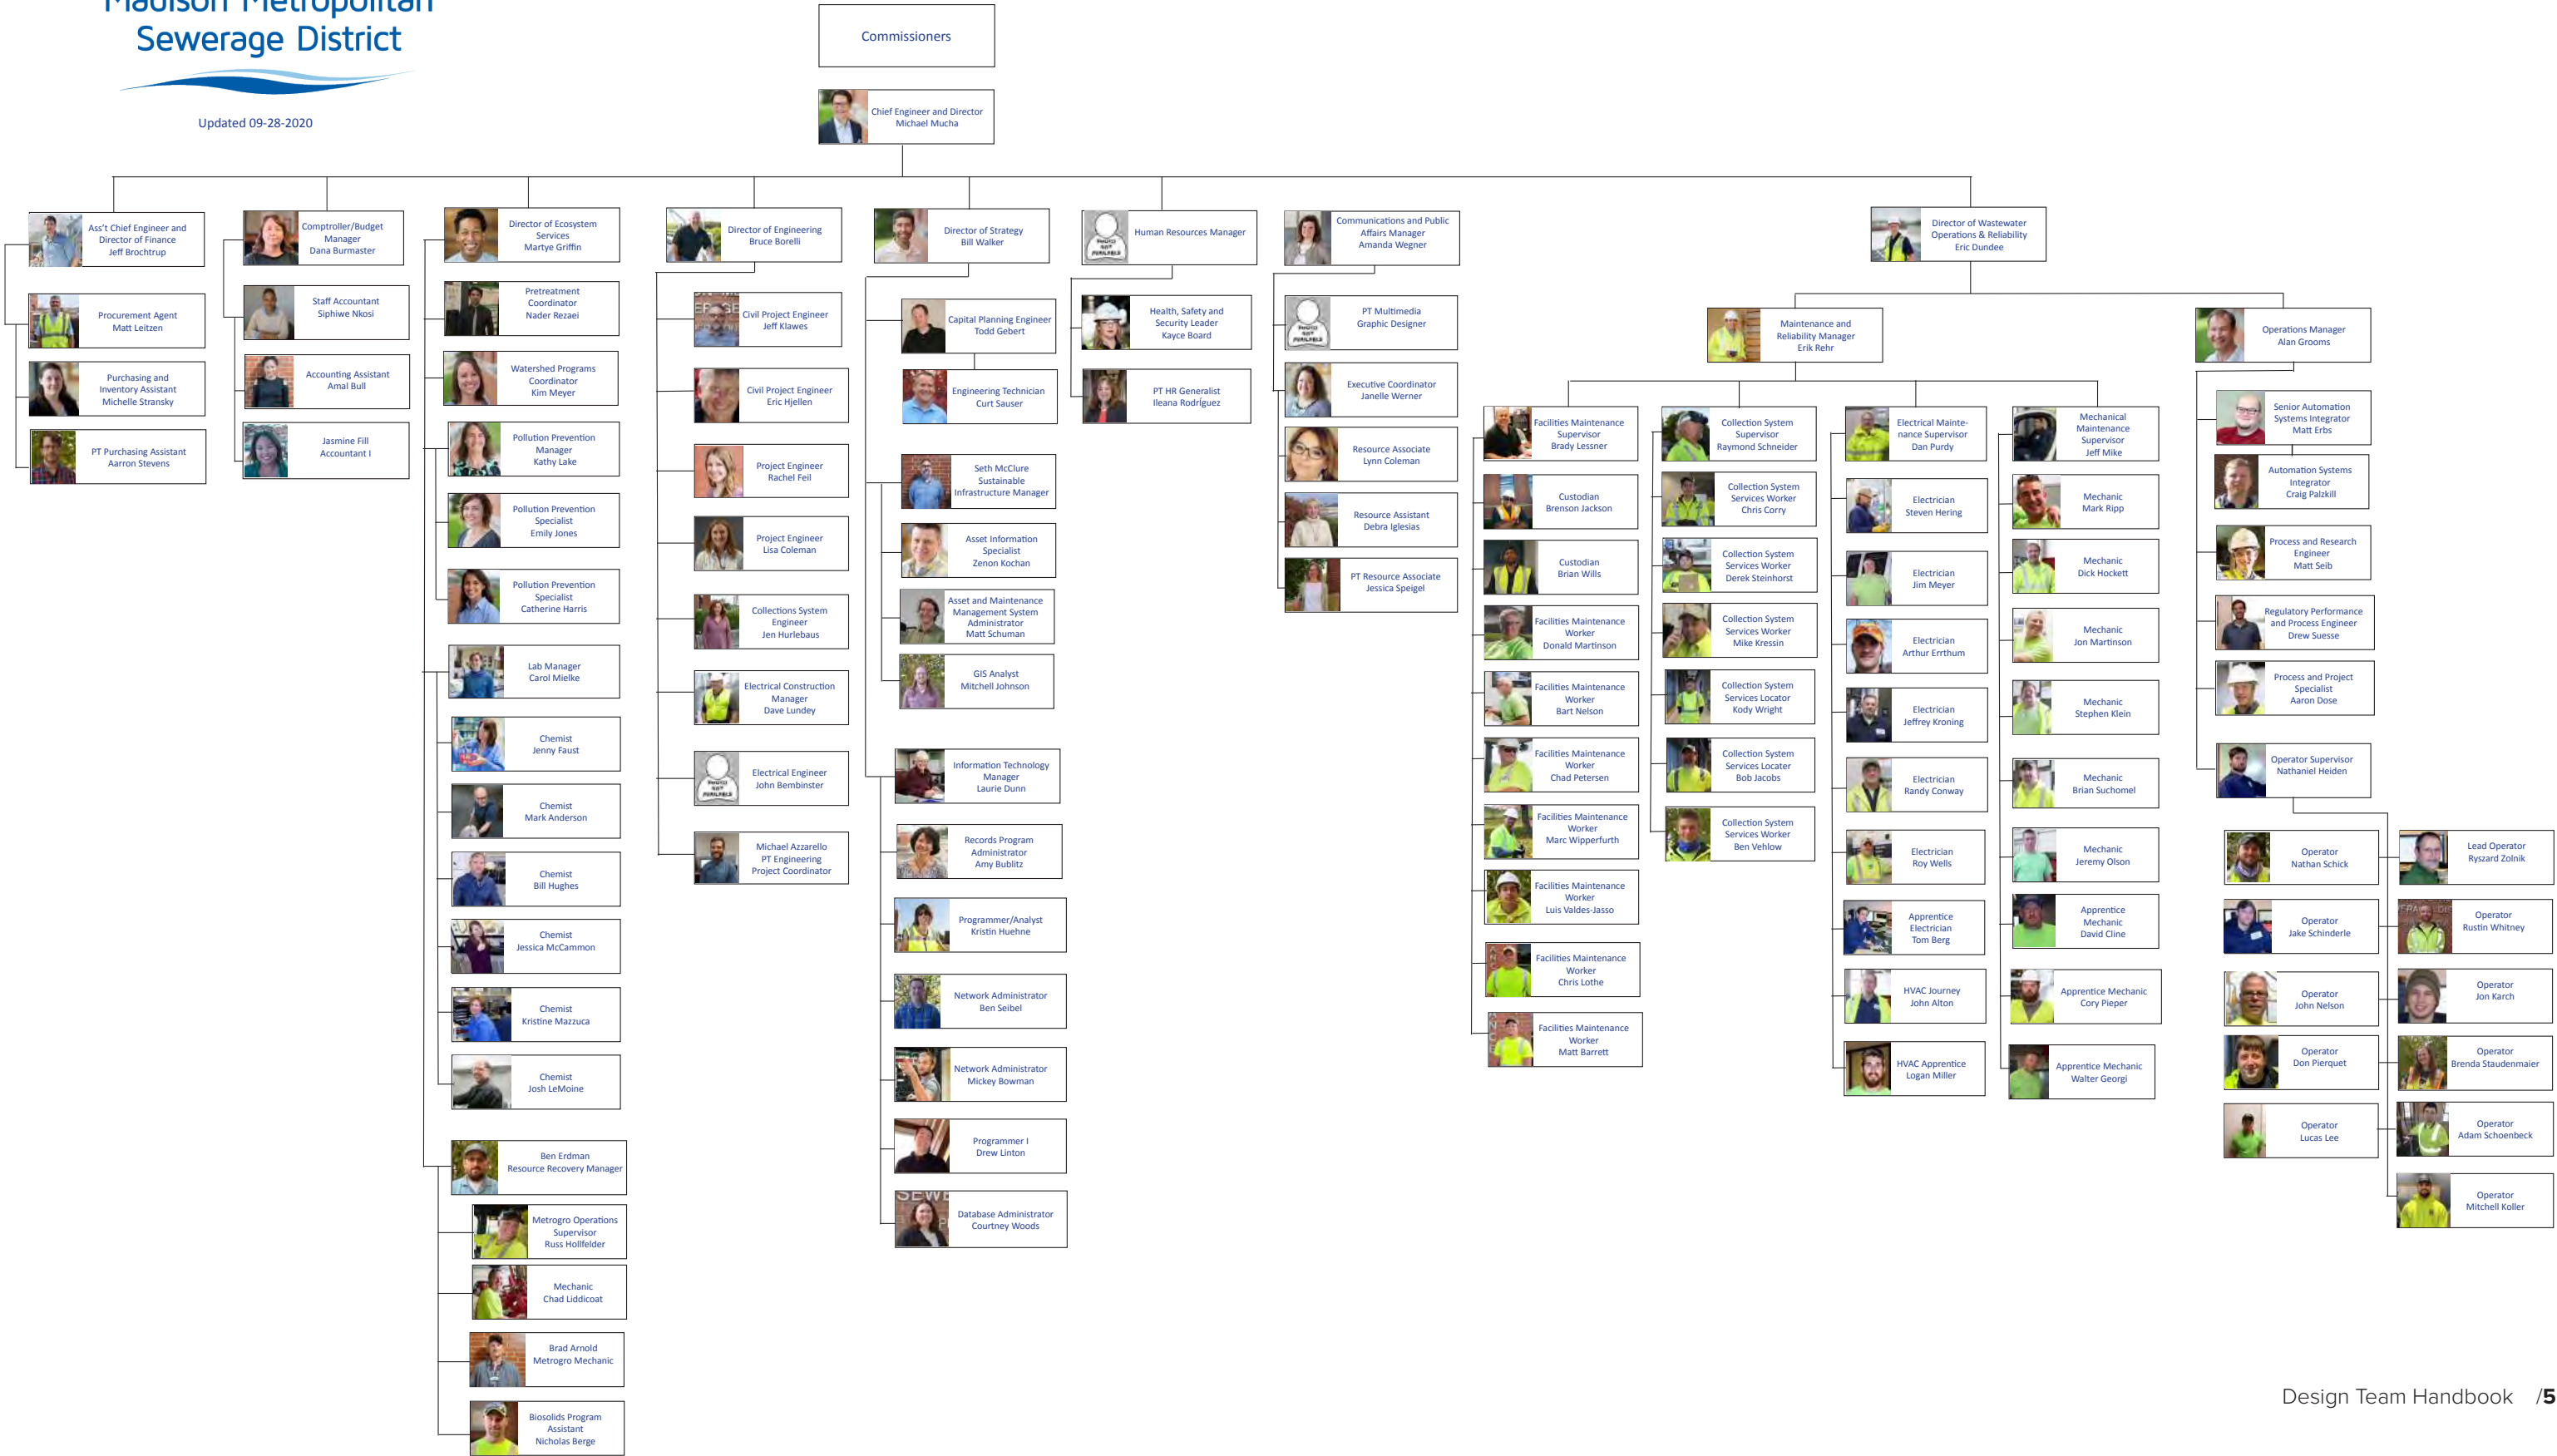 Madison Metropolitan
Sewerage District
Updated 09-28-2020
Commissioners
Chief Engineer and Director
Michael Mucha
Ass't Chief Engineer and
Director of Finance
Jeff Brochtrup
Procurement Agent
Matt Leitzen
Purchasing and
Inventory Assistant
Michelle Stransky
PT Purchasing Assistant
Aarron Stevens
Comptroller/Budget
Manager
Dana Burmaster
Staff Accountant
Siphiwe Nkosi
Accounting Assistant
Amal Bull
Jasmine Fill
Accountant I
Director of Ecosystem
Services
Martye Griffin
Pretreatment
Coordinator
Nader Rezaei
Watershed Programs
Coordinator
Kim Meyer
Pollution Prevention
Manager
Kathy Lake
Pollution Prevention
Specialist
Emily Jones
Pollution Prevention
Specialist
Catherine Harris
Lab Manager
Carol Mielke
Chemist
Jenny Faust
Chemist
Mark Anderson
Chemist
Bill Hughes
Chemist
Jessica McCammon
Chemist
Kristine Mazzuca
Chemist
Josh LeMoine
Ben Erdman
Resource Recovery Manager
Metrogro Operations
Supervisor
Russ Hollfelder
Mechanic
Chad Liddicoat
Brad Arnold
Metrogro Mechanic
Biosolids Program
Assistant
Nicholas Berge
Director of Engineering
Bruce Borelli
Civil Project Engineer
Jeff Klawes
Civil Project Engineer
Eric Hjellen
Project Engineer
Rachel Feil
Project Engineer
Lisa Coleman
Collections System
Engineer
Jen Hurlebaus
Electrical Construction
Manager
Dave Lundey
PHOTO
NOT
AVAILABLE
Electrical Engineer
John Bembinster
Michael Azzarello
PT Engineering
Project Coordinator
Director of Strategy
Bill Walker
Capital Planning Engineer
Todd Gebert
Engineering Technician
Curt Sauser
Seth McClure
Sustainable
Infrastructure Manager
Asset Information
Specialist
Zenon Kochan
Asset and Maintenance
Management System
Administrator
Matt Schuman
GIS Analyst
Mitchell Johnson
Information Technology
Manager
Laurie Dunn
Records Program
Administrator
Amy Bublitz
Programmer/Analyst
Kristin Huehne
Network Administrator
Ben Seibel
Network Administrator
Mickey Bowman
Programmer I
Drew Linton
SEWE
Database Administrator
Courtney Woods
PHOTO
NOT
AVAILABLE
Human Resources Manager
Health, Safety and
Security Leader
Kayce Board
PT HR Generalist
Ileana Rodríguez
Communications and Public
Affairs Manager
Amanda Wegner
PHOTO
NOT
AVAILABLE
PT Multimedia
Graphic Designer
Executive Coordinator
Janelle Werner
Resource Associate
Lynn Coleman
Resource Assistant
Debra Iglesias
PT Resource Associate
Jessica Speigel
Director of Wastewater
Operations & Reliability
Eric Dundee
Maintenance and
Reliability Manager
Erik Rehr
Facilities Maintenance
Supervisor
Brady Lessner
Custodian
Brenson Jackson
Custodian
Brian Wills
Facilities Maintenance
Worker
Donald Martinson
Facilities Maintenance
Worker
Bart Nelson
Facilities Maintenance
Worker
Chad Petersen
Facilities Maintenance
Worker
Marc Wipperfurth
Facilities Maintenance
Worker
Luis Valdes-Jasso
Facilities Maintenance
Worker
Chris Lothe
Facilities Maintenance
Worker
Matt Barrett
Collection System
Supervisor
Raymond Schneider
Collection System
Services Worker
Chris Corry
Collection System
Services Worker
Derek Steinhorst
Collection System
Services Worker
Mike Kressin
Collection System
Services Locator
Kody Wright
Collection System
Services Locater
Bob Jacobs
Collection System
Services Worker
Ben Vehlow
Electrical Mainte-
nance Supervisor
Dan Purdy
Electrician
Steven Hering
Electrician
Jim Meyer
Electrician
Arthur Errthum
Electrician
Jeffrey Kroning
Electrician
Randy Conway
Electrician
Roy Wells
Apprentice
Electrician
Tom Berg
HVAC Journey
John Alton
HVAC Apprentice
Logan Miller
Mechanical
Maintenance
Supervisor
Jeff Mike
Mechanic
Mark Ripp
Mechanic
Dick Hockett
Mechanic
Jon Martinson
Mechanic
Stephen Klein
Mechanic
Brian Suchomel
Mechanic
Jeremy Olson
Apprentice
Mechanic
David Cline
Apprentice Mechanic
Cory Pieper
Apprentice Mechanic
Walter Georgi
Operations Manager
Alan Grooms
Senior Automation
Systems Integrator
Matt Erbs
Automation Systems
Integrator
Craig Palzkill
Process and Research
Engineer
Matt Seib
Regulatory Performance
and Process Engineer
Drew Suesse
Process and Project
Specialist
Aaron Dose
Operator Supervisor
Nathaniel Heiden
Operator
Nathan Schick
Lead Operator
Ryszard Zolnik
Operator
Jake Schinderle
Operator
Rustin Whitney
Operator
John Nelson
Operator
Jon Karch
Operator
Don Pierquet
Operator
Brenda Staudenmaier
Operator
Lucas Lee
Operator
Adam Schoenbeck
Operator
Mitchell Koller
Design Team Handbook /5